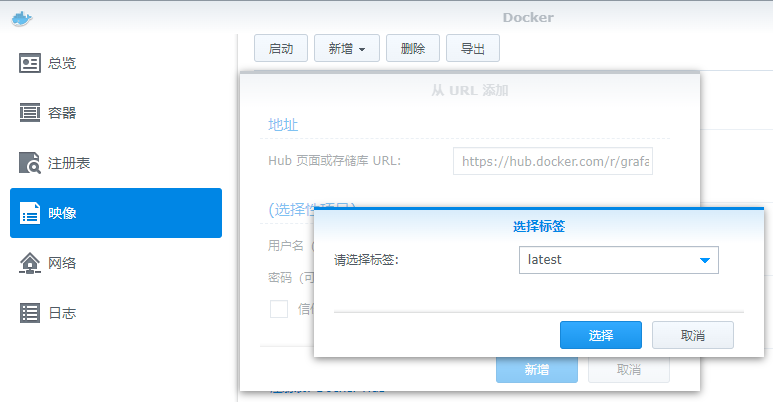 Docker
总览
容器
注册表
映像
网络
日志
启动 新增 删除 导出
从 URL 添加
地址
Hub 页面或存储库 URL: https://hub.docker.com/r/grafa
(选择性项目)
用户名 (
密码 (可
选择标签
请选择标签: latest
选择 取消
新增 取消
Docker Hub